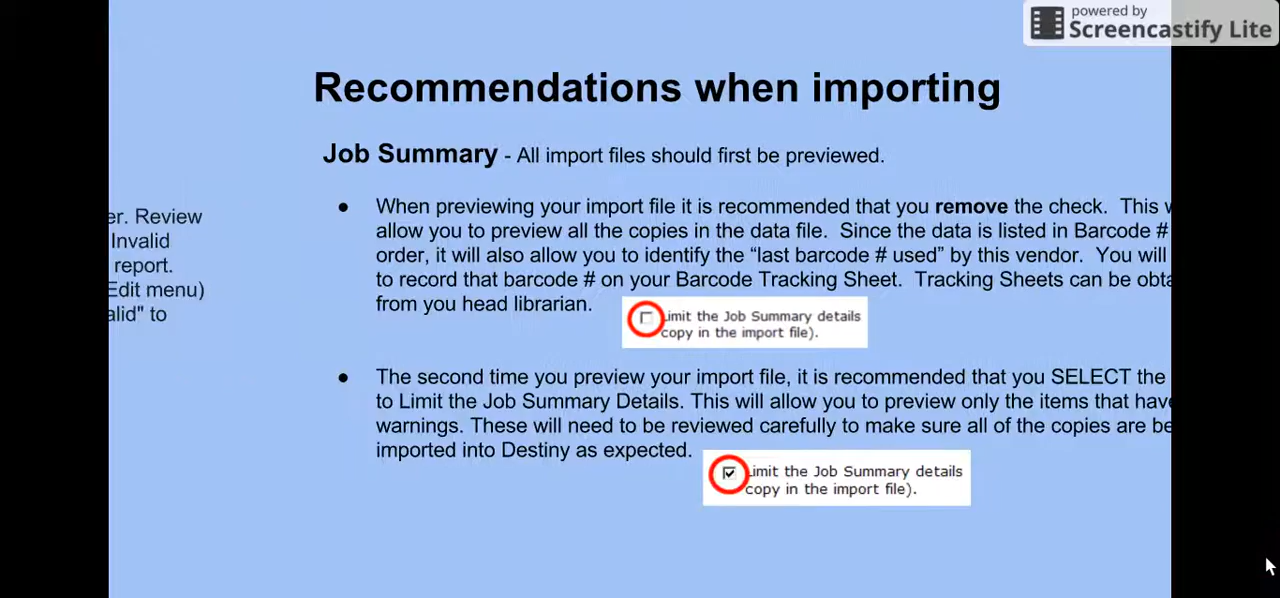 powered by
Screencastify Lite
Recommendations when importing
Job Summary - All import files should first be previewed.
er. Review
Invalid
report.
Edit menu)
alid" to
● When previewing your import file it is recommended that you remove the check. This w
allow you to preview all the copies in the data file. Since the data is listed in Barcode #
order, it will also allow you to identify the “last barcode # used” by this vendor. You will
to record that barcode # on your Barcode Tracking Sheet. Tracking Sheets can be obta
from you head librarian.
imit the Job Summary details
copy in the import file).
● The second time you preview your import file, it is recommended that you SELECT the
to Limit the Job Summary Details. This will allow you to preview only the items that have
warnings. These will need to be reviewed carefully to make sure all of the copies are be
imported into Destiny as expected.
imit the Job Summary details
copy in the import file).